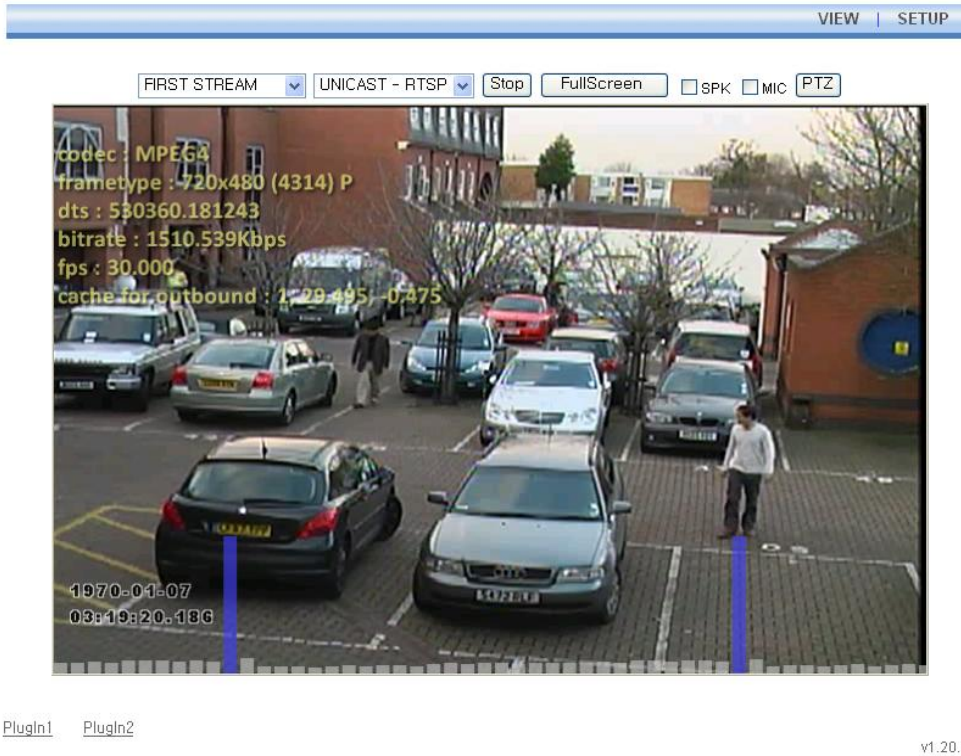 VIEW | SETUP
FIRST STREAM UNICAST - RTSP Stop FullScreen SPK MIC PTZ
codec : MPEG4
frametype : 720x480 (4314) P
dts : 530360.181243
bitrate : 1510.539Kbps
fps : 30.000
cache for outbound : 1, 29.495, -0.475
1970-01-07
03:19:20.186
PlugIn1 PlugIn2
v1.20.